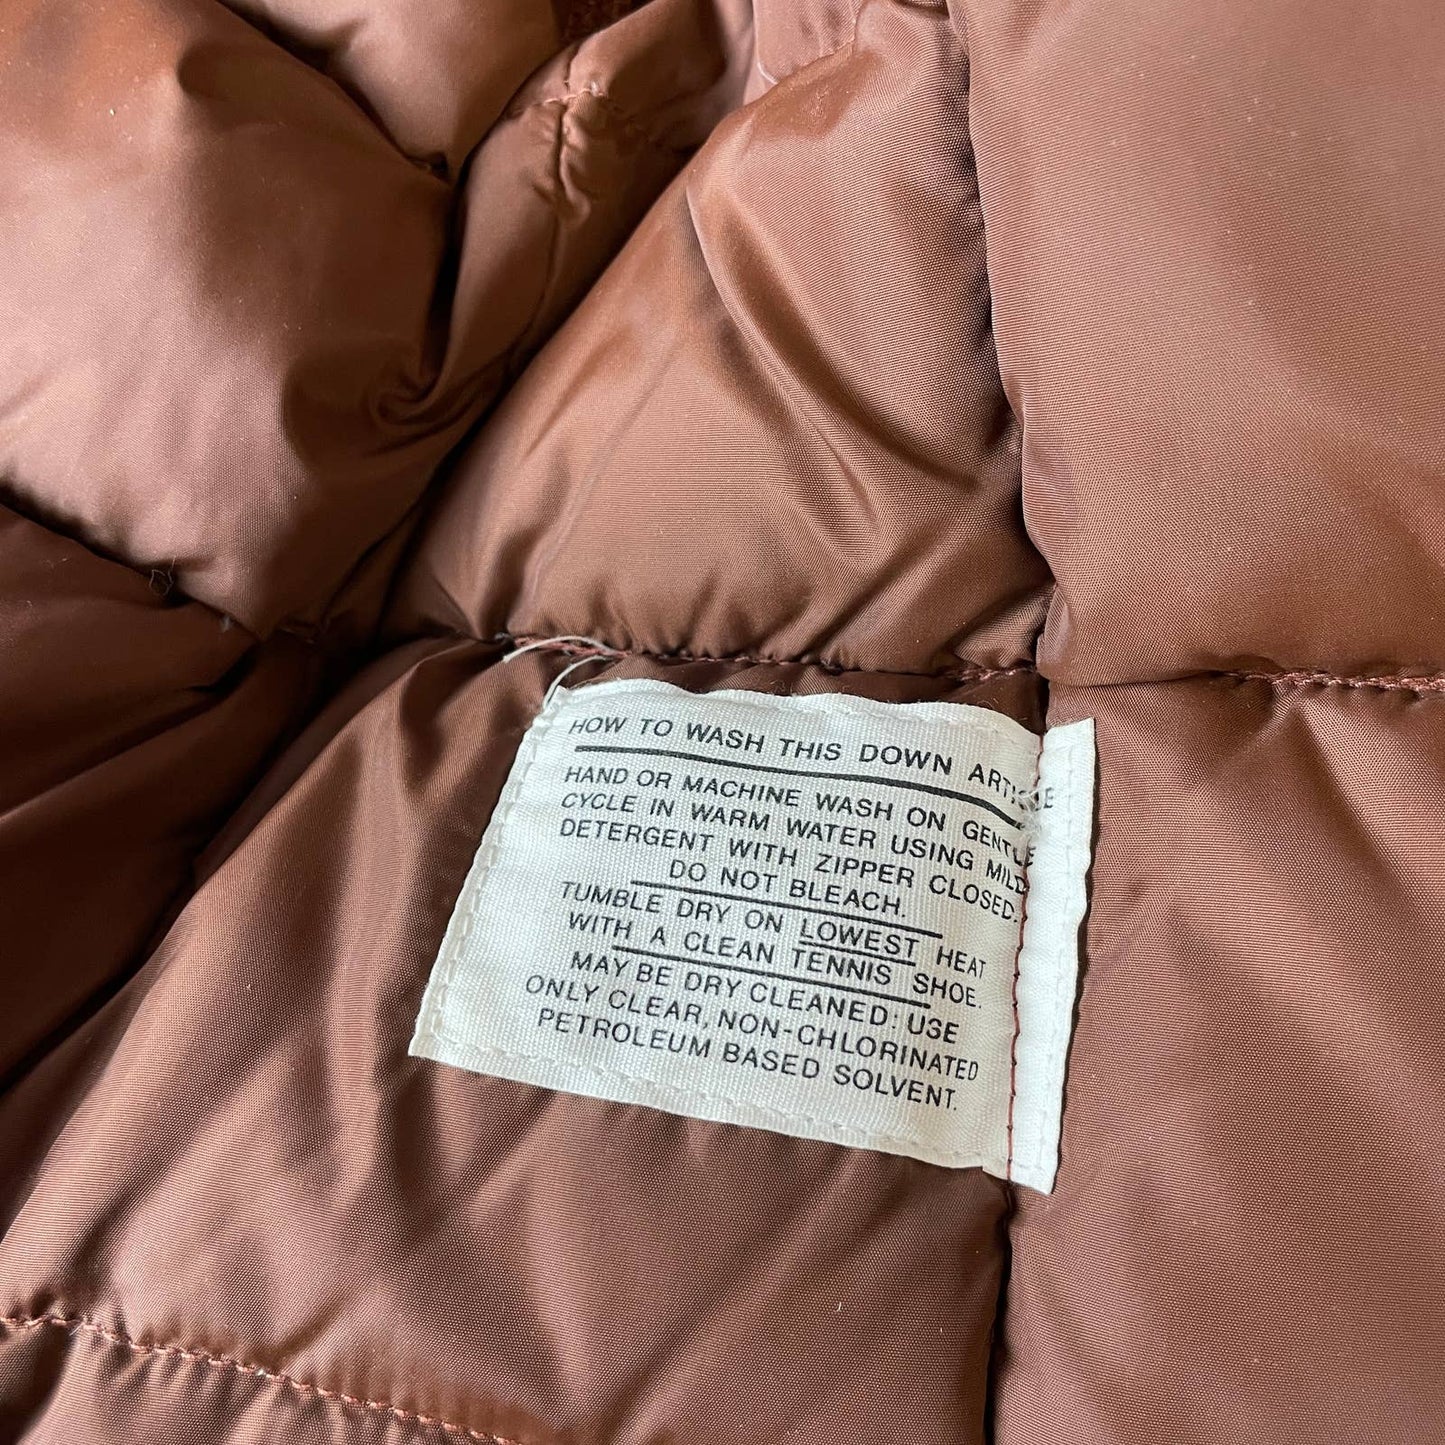 HOW TO WASH THIS DOWN ARTICLE
HAND OR MACHINE WASH ON GENTLE
CYCLE IN WARM WATER USING MILD
DETERGENT WITH ZIPPER CLOSED.
DO NOT BLEACH.
TUMBLE DRY ON LOWEST HEAT
WITH A CLEAN TENNIS SHOE.
MAY BE DRY CLEANED: USE
ONLY CLEAR, NON-CHLORINATED
PETROLEUM BASED SOLVENT.